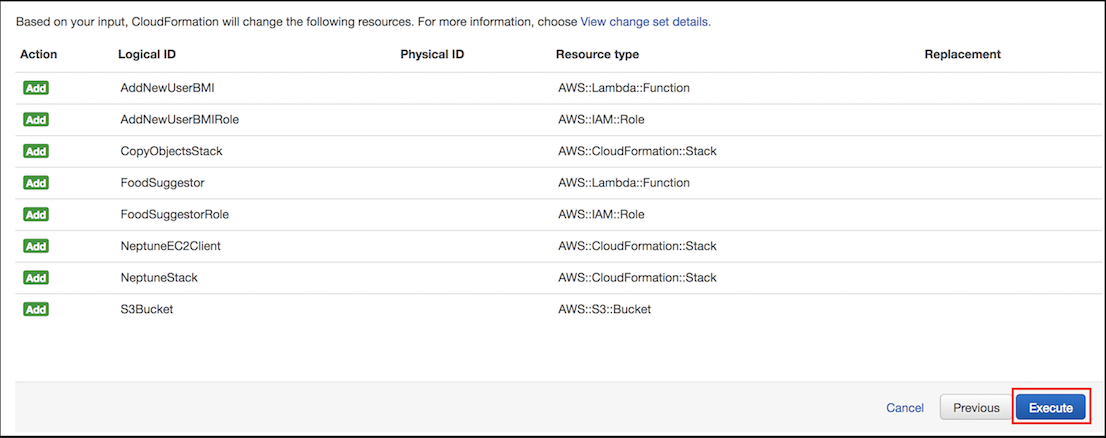 Based on your input, CloudFormation will change the following resources. For more information, choose View change set details.
Action Logical ID Physical ID Resource type Replacement
Add AddNewUserBMI AWS::Lambda::Function
Add AddNewUserBMIRole AWS::IAM::Role
Add CopyObjectsStack AWS::CloudFormation::Stack
Add FoodSuggestor AWS::Lambda::Function
Add FoodSuggestorRole AWS::IAM::Role
Add NeptuneEC2Client AWS::CloudFormation::Stack
Add NeptuneStack AWS::CloudFormation::Stack
Add S3Bucket AWS::S3::Bucket
Cancel Previous Execute